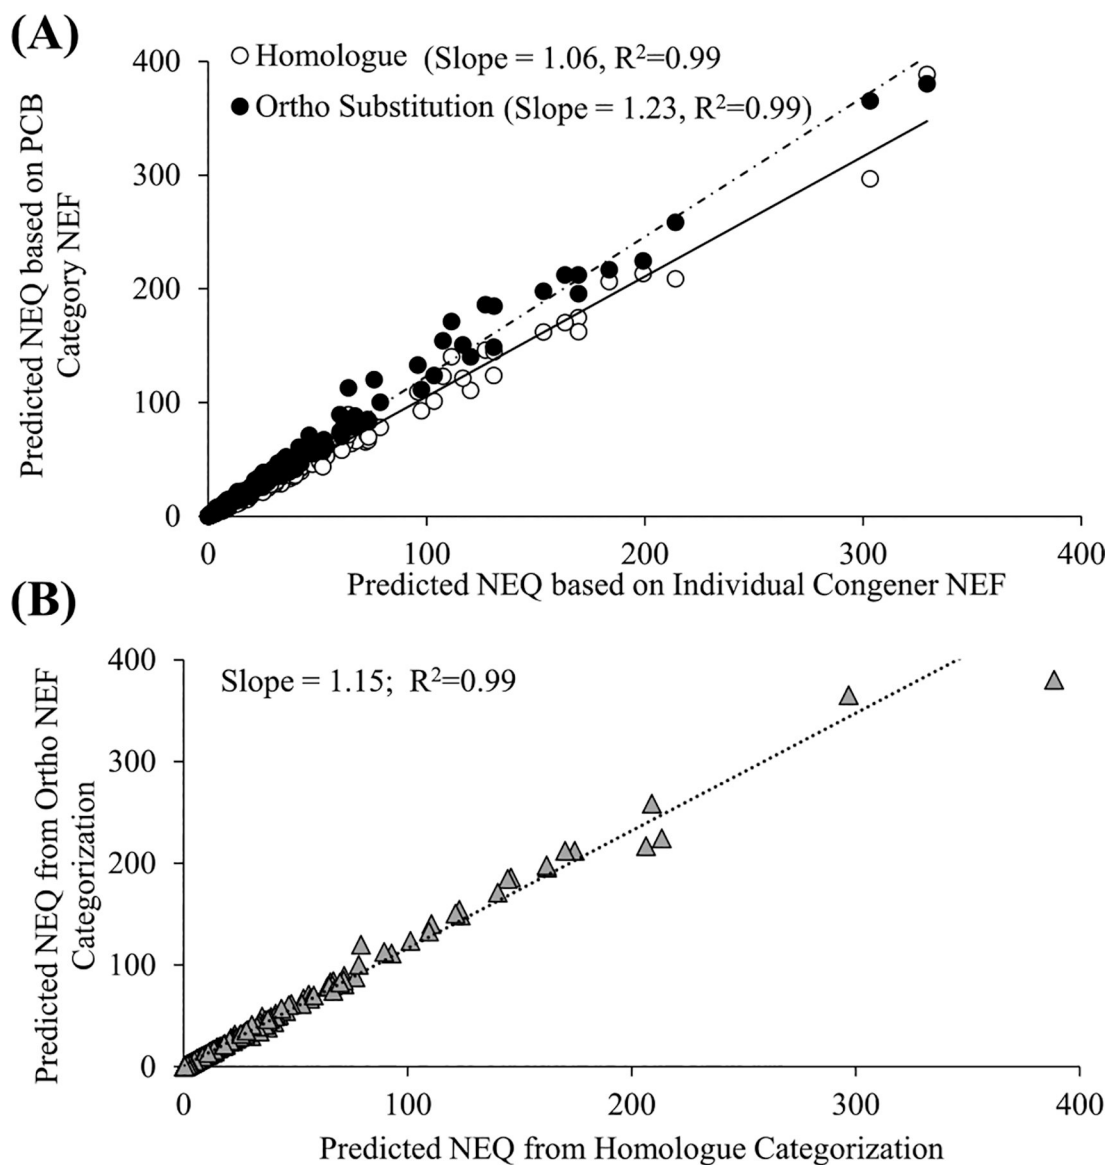 (A)
Homologue (Slope = 1.06, R²=0.99
Ortho Substitution (Slope = 1.23, R²=0.99)
Predicted NEQ based on PCB
Category NEF
400
300
200
100
0
0 100 200 300 400
Predicted NEQ based on Individual Congener NEF
(B)
Slope = 1.15; R²=0.99
Predicted NEQ from Ortho NEF
Categorization
400
300
200
100
0
0 100 200 300 400
Predicted NEQ from Homologue Categorization